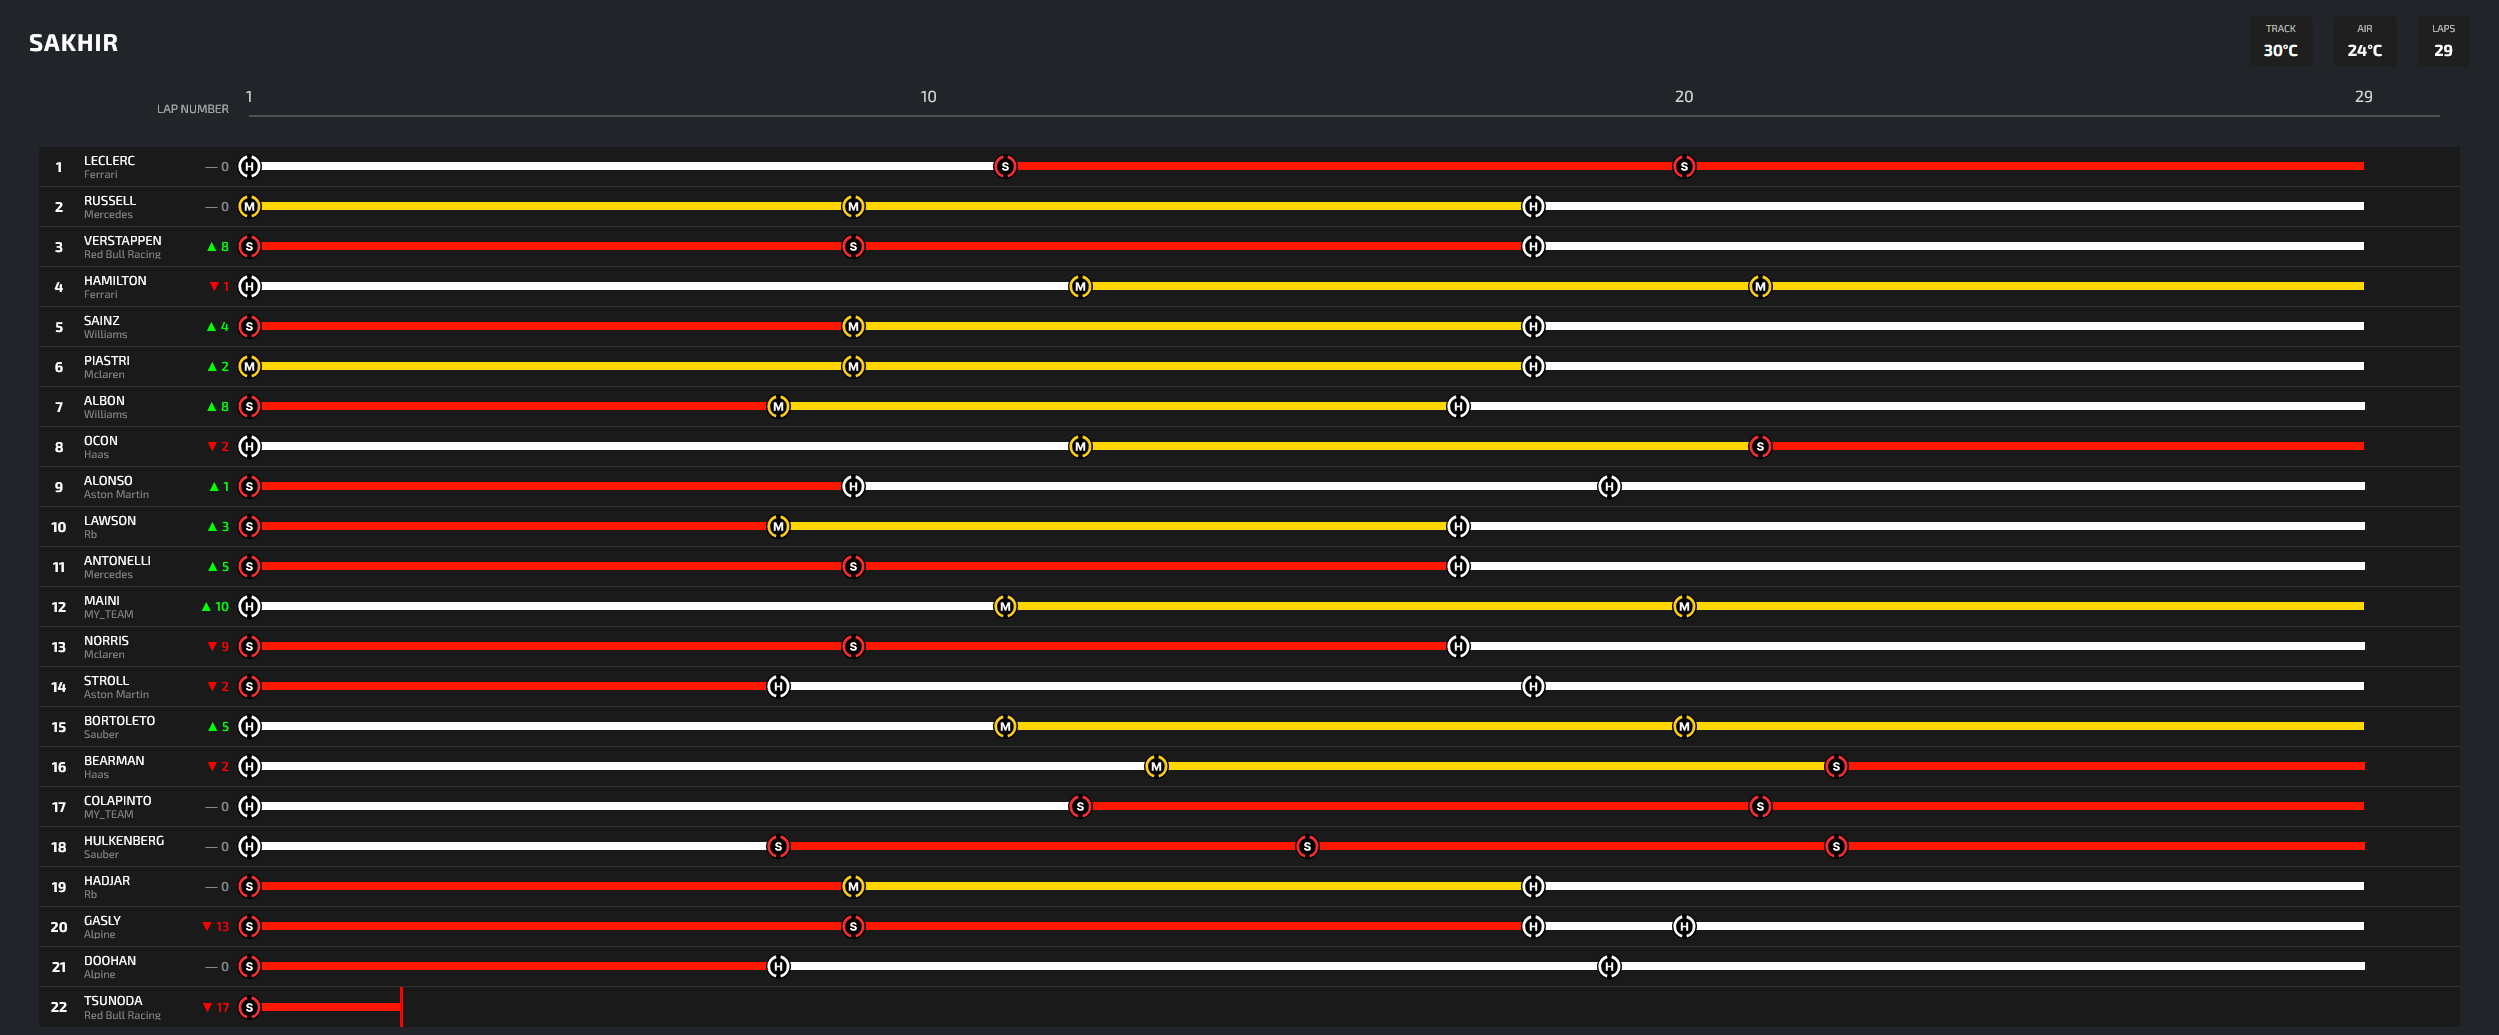 SAKHIR
TRACK AIR LAPS
30°C 24°C 29
LAP NUMBER 1 10 20 29
1 LECLERC — 0 H S S
Ferrari
2 RUSSELL — 0 M M H
Mercedes
3 VERSTAPPEN ▲ 8 S S H
Red Bull Racing
4 HAMILTON ▼ 1 H M M
Ferrari
5 SAINZ ▲ 4 S M H
Williams
6 PIASTRI ▲ 2 M M H
Mclaren
7 ALBON ▲ 8 S M H
Williams
8 OCON ▼ 2 H M S
Haas
9 ALONSO ▲ 1 S H H
Aston Martin
10 LAWSON ▲ 3 S M H
Rb
11 ANTONELLI ▲ 5 S S H
Mercedes
12 MAINI ▲ 10 H M M
MY_TEAM
13 NORRIS ▼ 9 S S H
Mclaren
14 STROLL ▼ 2 S H H
Aston Martin
15 BORTOLETO ▲ 5 H M M
Sauber
16 BEARMAN ▼ 2 H M S
Haas
17 COLAPINTO — 0 H S S
MY_TEAM
18 HULKENBERG — 0 H S S S
Sauber
19 HADJAR — 0 S M H
Rb
20 GASLY ▼ 13 S S H H
Alpine
21 DOOHAN — 0 S H H
Alpine
22 TSUNODA ▼ 17 S
Red Bull Racing